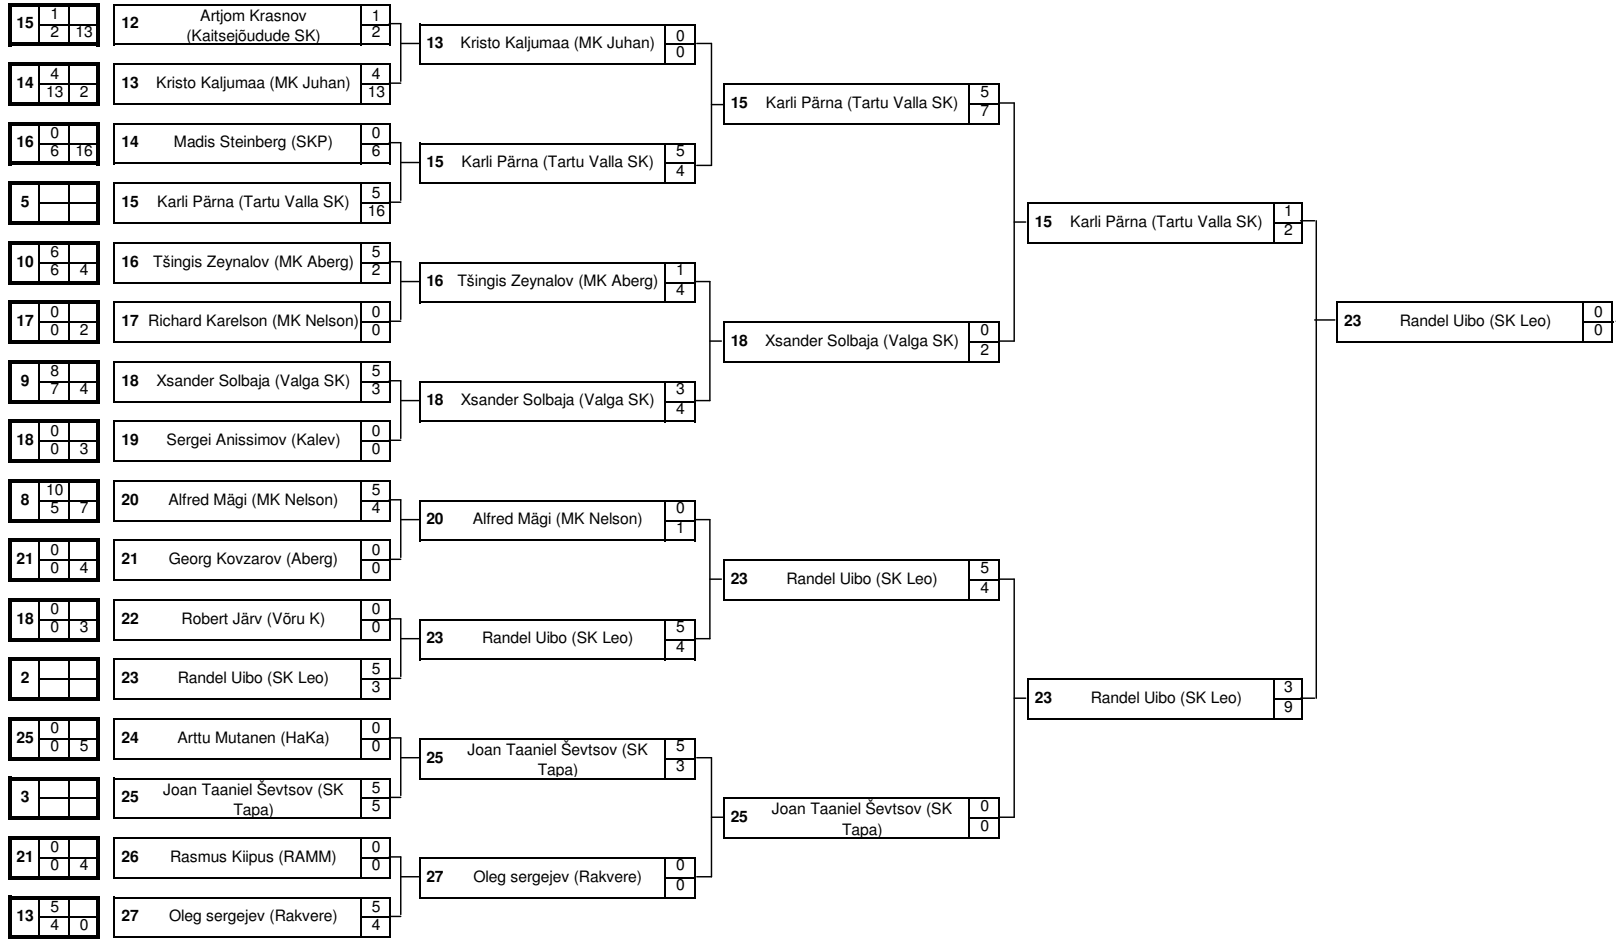 15 1 2 13
12 Artjom Krasnov (Kaitsejõudude SK) 1 2
14 4 13 2
13 Kristo Kaljumaa (MK Juhan) 4 13
16 0 6 16
14 Madis Steinberg (SKP) 0 6
5
15 Karli Pärna (Tartu Valla SK) 5 16
10 6 6 4
16 Tšingis Zeynalov (MK Aberg) 5 2
17 0 0 2
17 Richard Karelson (MK Nelson) 0 0
9 8 7 4
18 Xsander Solbaja (Valga SK) 5 3
18 0 0 3
19 Sergei Anissimov (Kalev) 0 0
8 10 5 7
20 Alfred Mägi (MK Nelson) 5 4
21 0 0 4
21 Georg Kovzarov (Aberg) 0 0
18 0 0 3
22 Robert Järv (Võru K) 0 0
2
23 Randel Uibo (SK Leo) 5 3
25 0 0 5
24 Arttu Mutanen (HaKa) 0 0
3
25 Joan Taaniel Ševtsov (SK Tapa) 5 5
21 0 0 4
26 Rasmus Kiipus (RAMM) 0 0
13 5 4 0
27 Oleg sergejev (Rakvere) 5 4
13 Kristo Kaljumaa (MK Juhan) 0 0
15 Karli Pärna (Tartu Valla SK) 5 4
16 Tšingis Zeynalov (MK Aberg) 1 4
18 Xsander Solbaja (Valga SK) 3 4
20 Alfred Mägi (MK Nelson) 0 1
23 Randel Uibo (SK Leo) 5 4
25 Joan Taaniel Ševtsov (SK Tapa) 5 3
27 Oleg sergejev (Rakvere) 0 0
15 Karli Pärna (Tartu Valla SK) 5 7
18 Xsander Solbaja (Valga SK) 0 2
23 Randel Uibo (SK Leo) 5 4
25 Joan Taaniel Ševtsov (SK Tapa) 0 0
15 Karli Pärna (Tartu Valla SK) 1 2
23 Randel Uibo (SK Leo) 3 9
23 Randel Uibo (SK Leo) 0 0